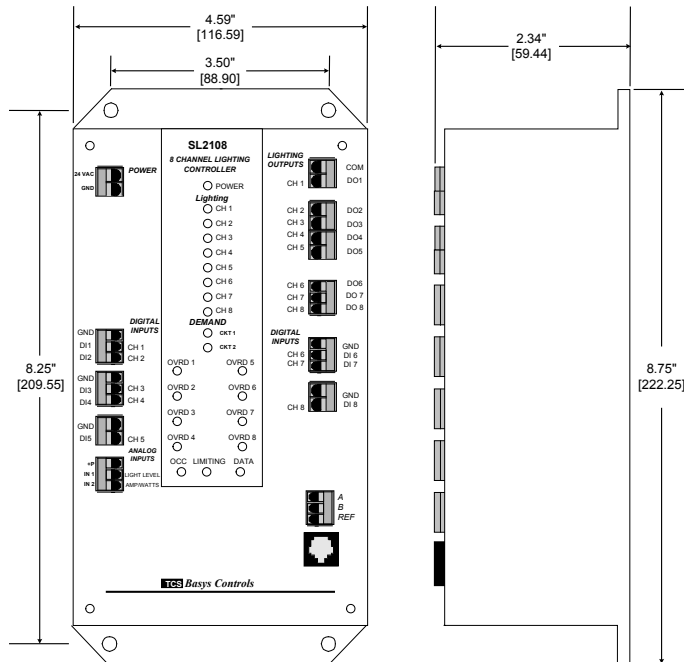 4.59"
[116.59]
3.50"
[88.90]
2.34"
[59.44]
8.25"
[209.55]
8.75"
[222.25]
SL2108
8 CHANNEL LIGHTING
CONTROLLER
POWER
Lighting
CH 1
CH 2
CH 3
CH 4
CH 5
CH 6
CH 7
CH 8
DEMAND
CKT 1
CKT 2
OVRD 1 OVRD 5
OVRD 2 OVRD 6
OVRD 3 OVRD 7
OVRD 4 OVRD 8
OCC LIMITING DATA
24 VAC POWER
GND
DIGITAL
INPUTS
GND
DI1 CH 1
DI2 CH 2
GND
DI3 CH 3
DI4 CH 4
GND
DI5 CH 5
ANALOG
INPUTS
+P
IN 1 LIGHT LEVEL
IN 2 AMP/WATTS
LIGHTING
OUTPUTS
COM
CH 1 DO1
CH 2 DO2
CH 3 DO3
CH 4 DO4
CH 5 DO5
CH 6 DO6
CH 7 DO 7
CH 8 DO 8
DIGITAL
INPUTS
GND
CH 6 DI 6
CH 7 DI 7
GND
CH 8 DI 8
A
B
REF
TCS Basys Controls